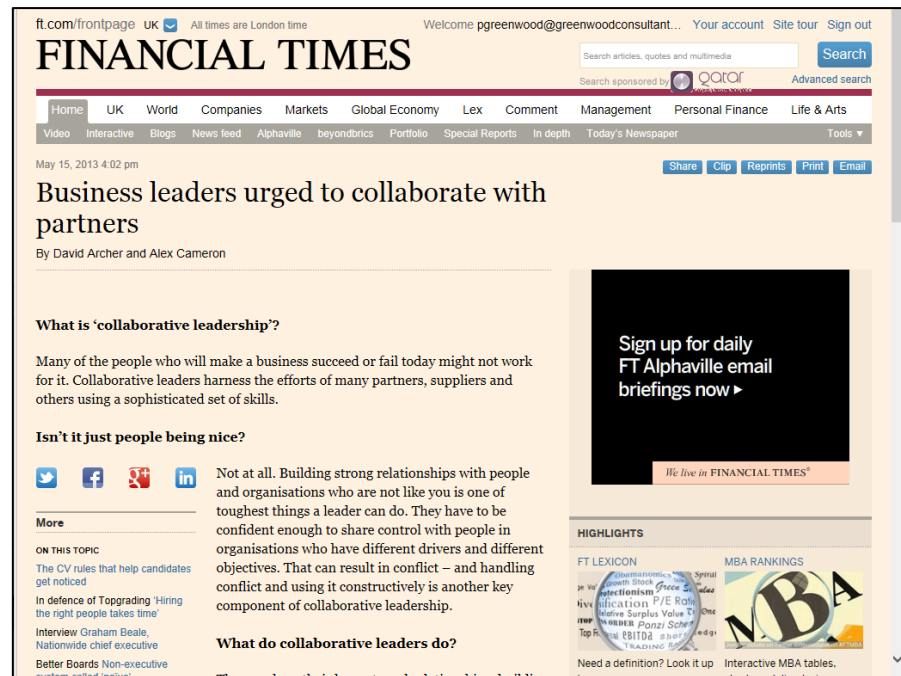 ft.com/frontpage UK All times are London time
Welcome pgreenwood@greenwoodconsultant... Your account Site tour Sign out
FINANCIAL TIMES
Search articles, quotes and multimedia
Search
Search sponsored by QATAR
Advanced search
Home UK World Companies Markets Global Economy Lex Comment Management Personal Finance Life & Arts
Video Interactive Blogs News feed Alphaville beyondbrics Portfolio Special Reports In depth Today's Newspaper Tools
May 15, 2013 4:02 pm
Share Clip Reprints Print Email
Business leaders urged to collaborate with
partners
By David Archer and Alex Cameron
What is ‘collaborative leadership’?
Many of the people who will make a business succeed or fail today might not work
for it. Collaborative leaders harness the efforts of many partners, suppliers and
others using a sophisticated set of skills.
Isn’t it just people being nice?
Not at all. Building strong relationships with people
and organisations who are not like you is one of
toughest things a leader can do. They have to be
confident enough to share control with people in
organisations who have different drivers and different
objectives. That can result in conflict – and handling
conflict and using it constructively is another key
component of collaborative leadership.
What do collaborative leaders do?
More
ON THIS TOPIC
The CV rules that help candidates
get noticed
In defence of Topgrading ‘Hiring
the right people takes time’
Interview Graham Beale,
Nationwide chief executive
Better Boards Non-executive
Sign up for daily
FT Alphaville email
briefings now
We live in FINANCIAL TIMES®
HIGHLIGHTS
FT LEXICON
Obamanomics Spiral
Growth Stock Green
P/E
Relative Surplus Value
Ponzi
EBITDA short
TRADING
Need a definition? Look it up
MBA RANKINGS
MBA
Interactive MBA tables,